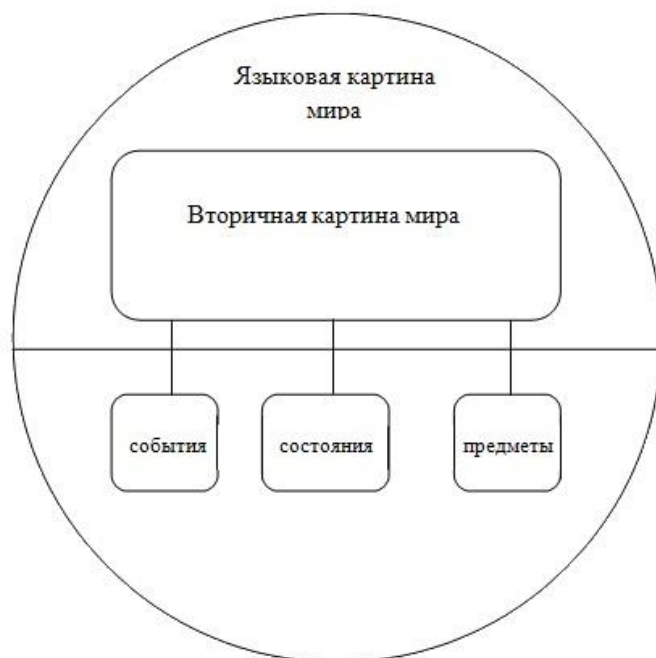 Языковая картина
мира
Вторичная картина мира
события
состояния
предметы